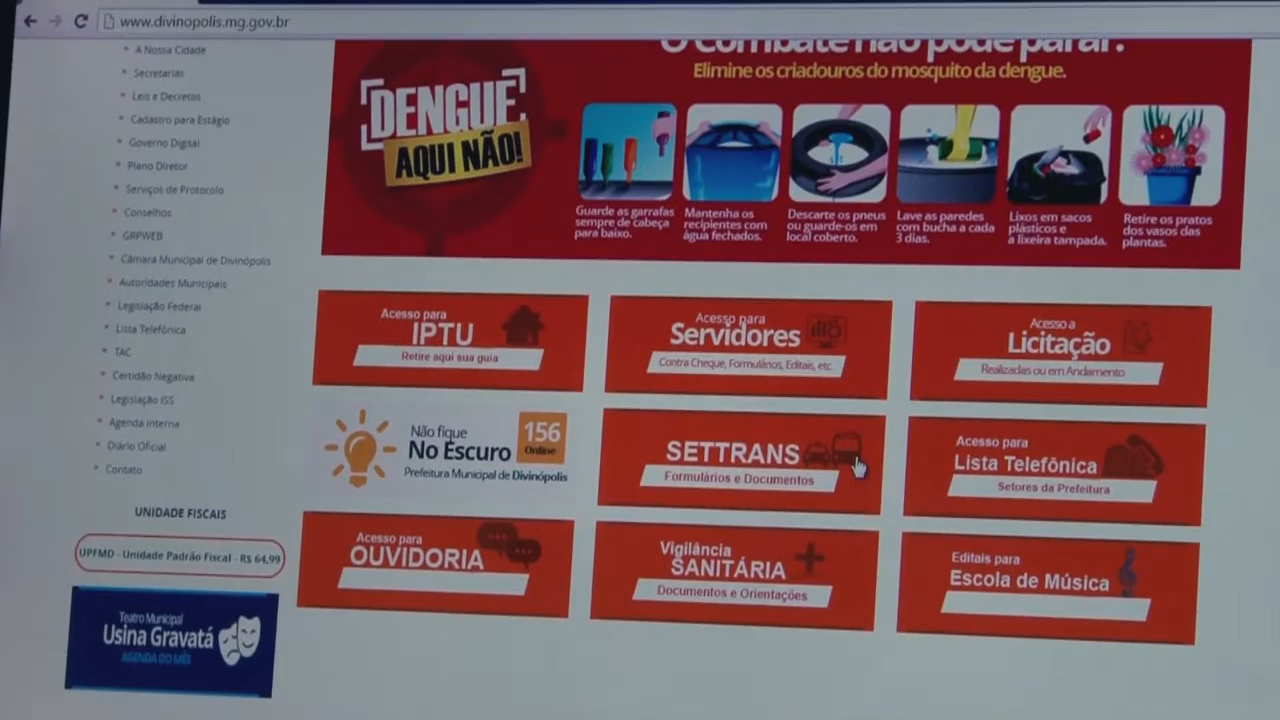 www.divinopolis.mg.gov.br
A Nossa Cidade
Secretarias
Leis e Decretos
Cadastro para Estágio
Governo Digital
Plano Diretor
Serviços de Protocolo
Conselhos
GRPWEB
Câmara Municipal de Divinópolis
Autoridades Municipais
Legislação Federal
Lista Telefônica
TAC
Certidão Negativa
Legislação ISS
Agenda Interna
Diário Oficial
Contato
UNIDADE FISCAIS
UPFMD - Unidade Padrão Fiscal - R$ 64,99
Teatro Municipal
Usina Gravatá
AGENDA DO MÊS
O Combate não pode parar.
Elimine os criadouros do mosquito da dengue.
DENGUE
AQUI NÃO!
Guarde as garrafas
sempre de cabeça
para baixo.
Mantenha os
recipientes com
água fechados.
Descarte os pneus
ou guarde-os em
local coberto.
Lave as paredes
com bucha a cada
3 dias.
Lixos em sacos
plásticos e
a lixeira tampada.
Retire os pratos
dos vasos das
plantas.
Acesso para
IPTU
Retire aqui sua guia
Acesso para
Servidores
Contra Cheque, Formulários, Editais, etc.
Acesso a
Licitação
Realizadas ou em Andamento
Não fique
No Escuro
156
Online
Prefeitura Municipal de Divinópolis
SETTRANS
Formulários e Documentos
Acesso para
Lista Telefônica
Setores da Prefeitura
Acesso para
OUVIDORIA
Vigilância
SANITÁRIA
Documentos e Orientações
Editais para
Escola de Música